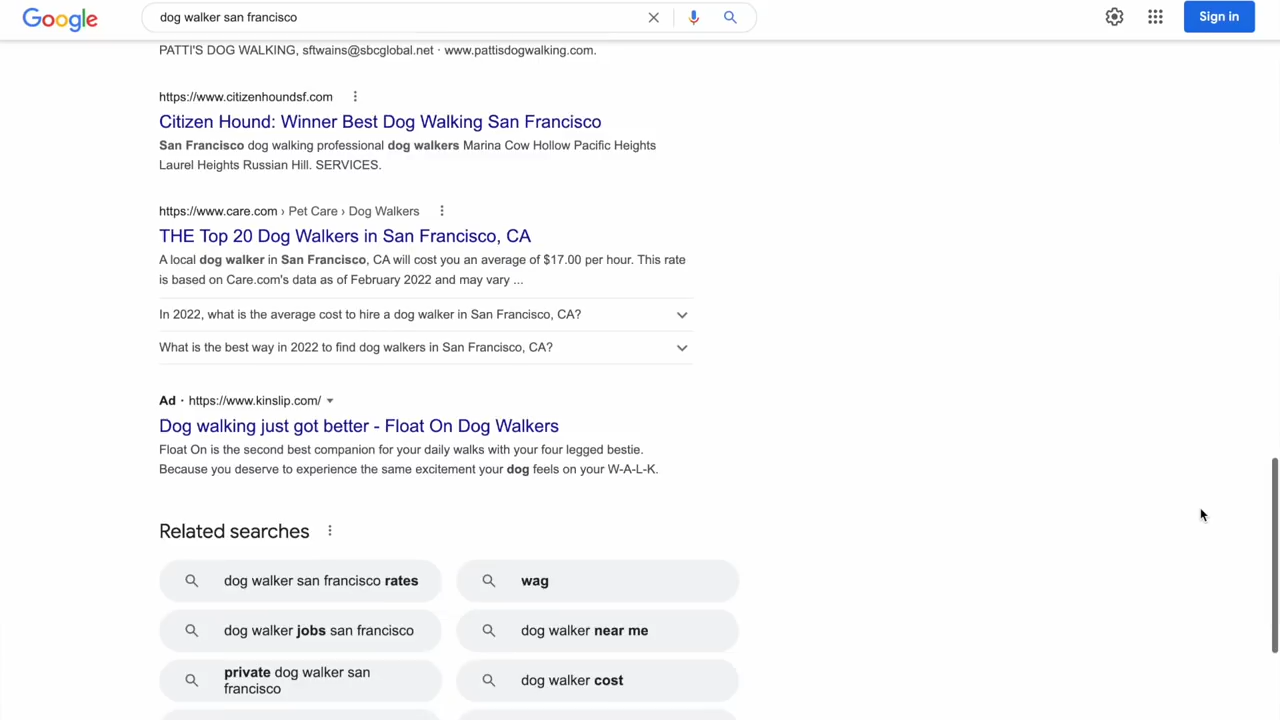 Google
dog walker san francisco
Sign in
PATTI'S DOG WALKING, sftwains@sbcglobal.net · www.pattisdogwalking.com.
https://www.citizenhoundsf.com
Citizen Hound: Winner Best Dog Walking San Francisco
San Francisco dog walking professional dog walkers Marina Cow Hollow Pacific Heights
Laurel Heights Russian Hill. SERVICES.
https://www.care.com › Pet Care › Dog Walkers
THE Top 20 Dog Walkers in San Francisco, CA
A local dog walker in San Francisco, CA will cost you an average of $17.00 per hour. This rate
is based on Care.com's data as of February 2022 and may vary ...
In 2022, what is the average cost to hire a dog walker in San Francisco, CA?
What is the best way in 2022 to find dog walkers in San Francisco, CA?
Ad · https://www.kinslip.com/
Dog walking just got better - Float On Dog Walkers
Float On is the second best companion for your daily walks with your four legged bestie.
Because you deserve to experience the same excitement your dog feels on your W-A-L-K.
Related searches
dog walker san francisco rates
wag
dog walker jobs san francisco
dog walker near me
private dog walker san
francisco
dog walker cost